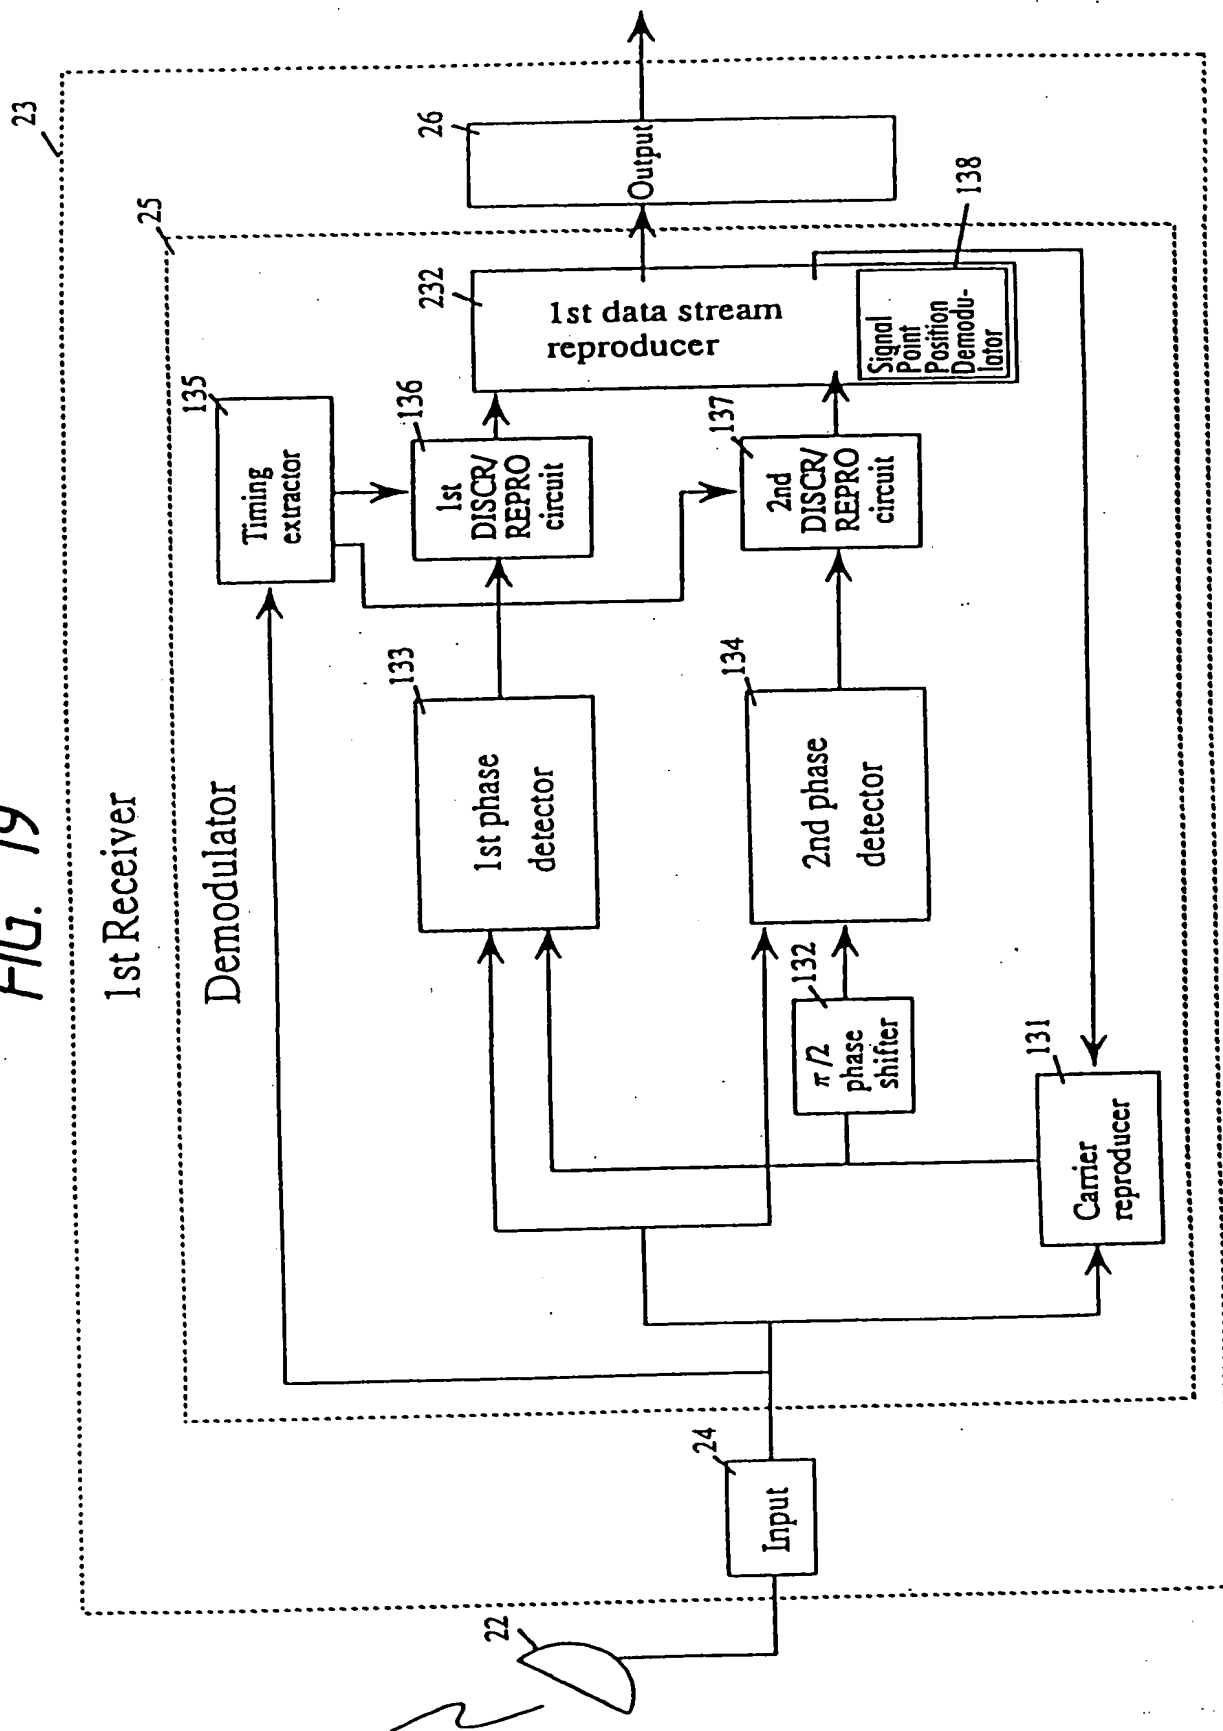 FIG. 19
23
1st Receiver
25
Demodulator
135
Timing
extractor
133
1st phase
detector
136
1st
DISCR/
REPRO
circuit
232
1st data stream
reproducer
26
Output
22
24
Input
132
π/2
phase
shifter
134
2nd phase
detector
137
2nd
DISCR/
REPRO
circuit
Signal
Point
Position
Demodu-
lator
138
131
Carrier
reproducer